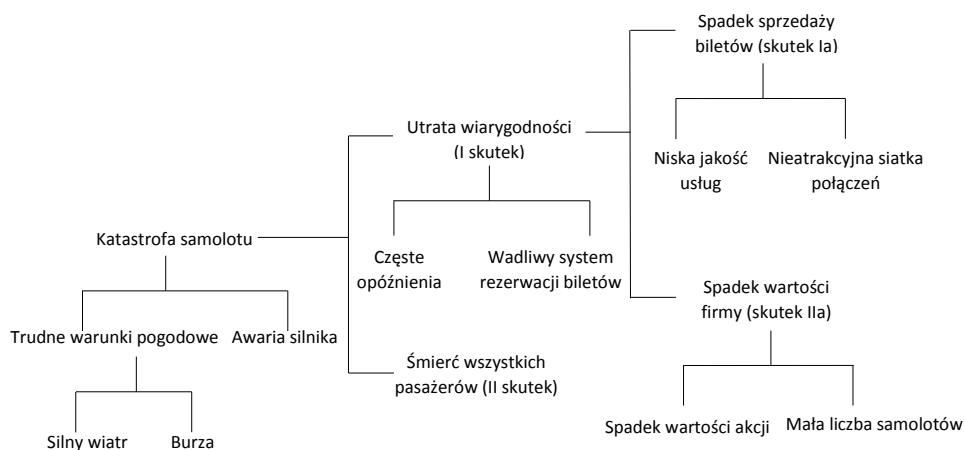 Spadek sprzedaży
biletów (skutek Ia)
Utrata wiarygodności
(I skutek)
Niska jakość
usług
Nieatrakcyjna siatka
połączeń
Katastrofa samolotu
Częste
opóźnienia
Wadliwy system
rezerwacji biletów
Spadek wartości
firmy (skutek IIa)
Trudne warunki pogodowe
Awaria silnika
Śmierć wszystkich
pasażerów (II skutek)
Spadek wartości akcji
Mała liczba samolotów
Silny wiatr
Burza